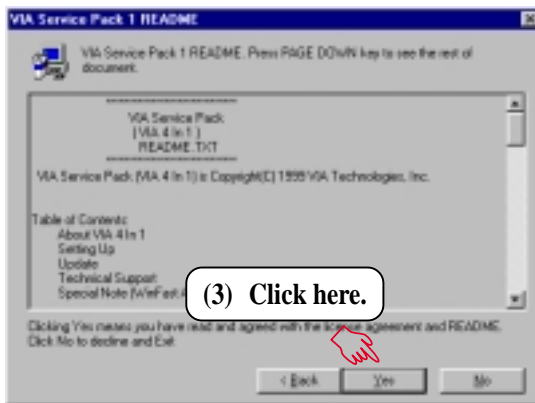 VIA Service Pack 1 README
VIA Service Pack 1 README. Press PAGE DOWN key to see the rest of
document.
====================
VIA Service Pack
( VIA 4 In 1 )
README.TXT
====================
VIA Service Pack (VIA 4 In 1) is Copyright(C) 1999 VIA Technologies, Inc.
Table of Contents:
About VIA 4 In 1
Setting Up
Update
Technical Support
Special Note (WinFast
(3) Click here.
Clicking Yes means you have read and agreed with the license agreement and README.
Click No to decline and Exit
< Back
Yes
No